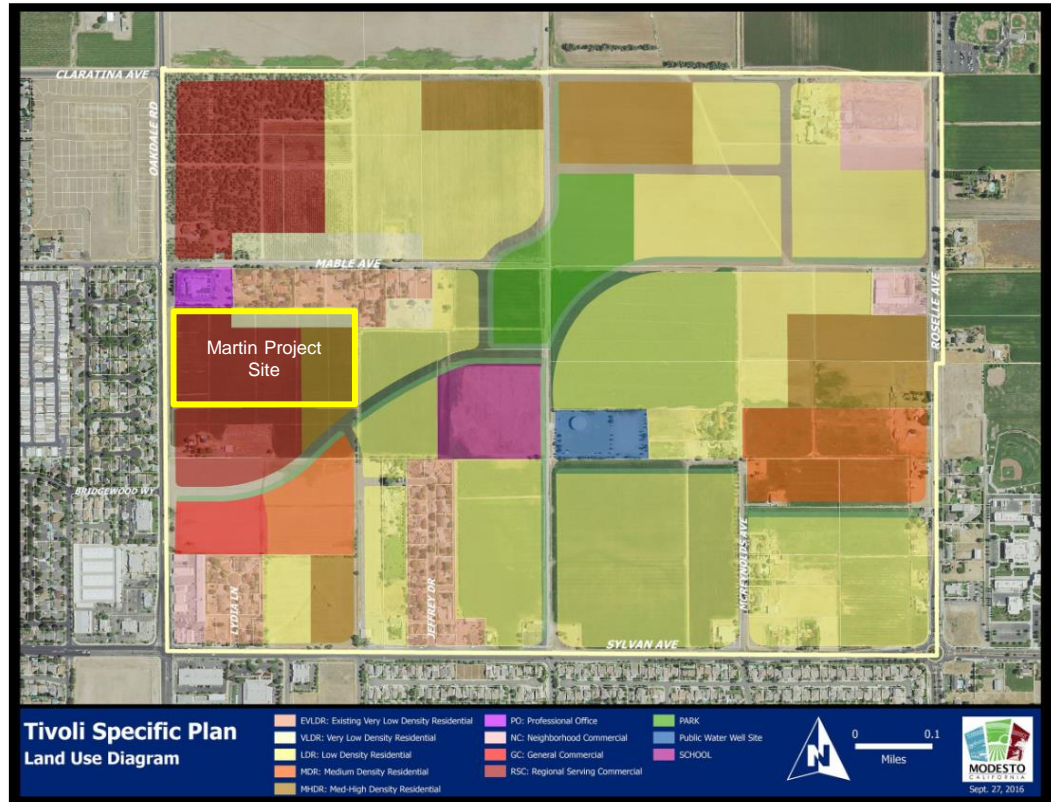 CLARATINA AVE
OAKDALE RD
MABLE AVE
ROSELLE AVE
Martin Project
Site
BRIDGEWOOD WY
MCREYNOLDS AVE
LYDIA LN
JEFFREY DR
SYLVAN AVE
Tivoli Specific Plan
Land Use Diagram
EVLDR: Existing Very Low Density Residential
VLDR: Very Low Density Residential
LDR: Low Density Residential
MDR: Medium Density Residential
MHDR: Med-High Density Residential
PO: Professional Office
NC: Neighborhood Commercial
GC: General Commercial
RSC: Regional Serving Commercial
PARK
Public Water Well Site
SCHOOL
N
0 0.1
Miles
MODESTO
CALIFORNIA
Sept. 27, 2016